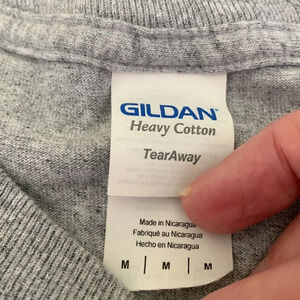 GILDAN
Heavy Cotton
TearAway
Made in Nicaragua
Fabriqué au Nicaragua
Hecho en Nicaragua
M | M | M